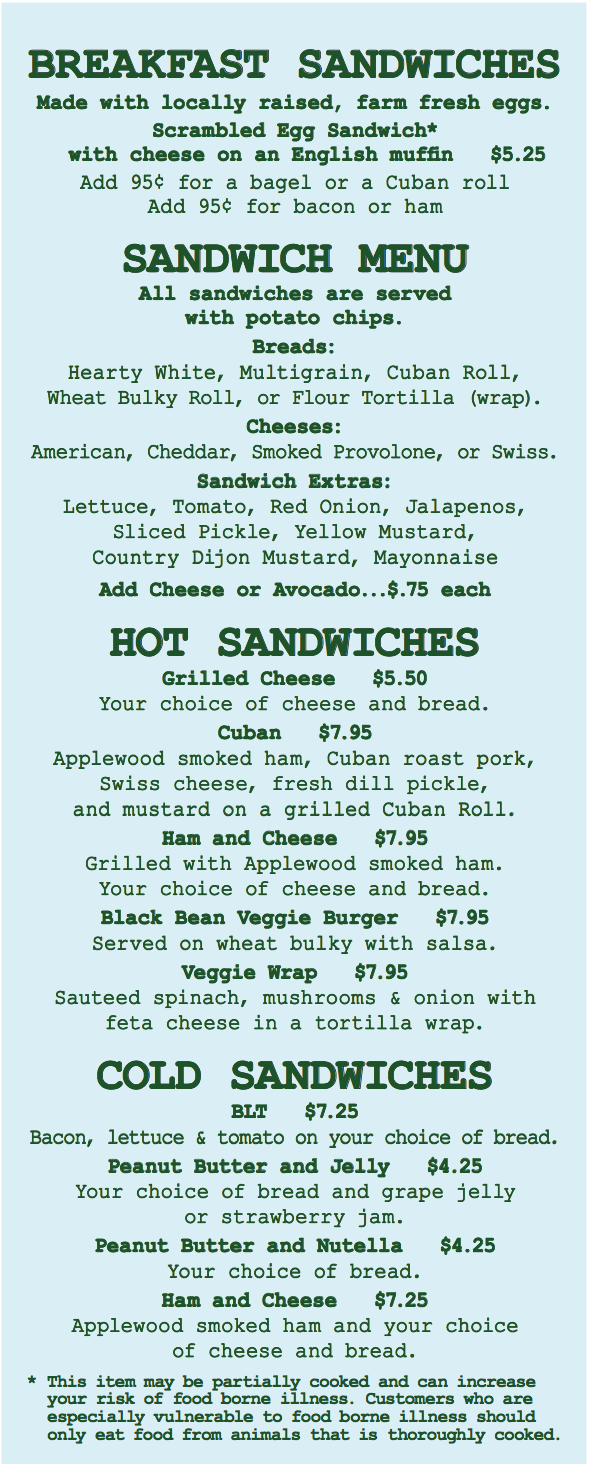 BREAKFAST SANDWICHES
Made with locally raised, farm fresh eggs.
Scrambled Egg Sandwich*
with cheese on an English muffin $5.25
Add 95¢ for a bagel or a Cuban roll
Add 95¢ for bacon or ham
SANDWICH MENU
All sandwiches are served
with potato chips.
Breads:
Hearty White, Multigrain, Cuban Roll,
Wheat Bulky Roll, or Flour Tortilla (wrap).
Cheeses:
American, Cheddar, Smoked Provolone, or Swiss.
Sandwich Extras:
Lettuce, Tomato, Red Onion, Jalapenos,
Sliced Pickle, Yellow Mustard,
Country Dijon Mustard, Mayonnaise
Add Cheese or Avocado...$.75 each
HOT SANDWICHES
Grilled Cheese $5.50
Your choice of cheese and bread.
Cuban $7.95
Applewood smoked ham, Cuban roast pork,
Swiss cheese, fresh dill pickle,
and mustard on a grilled Cuban Roll.
Ham and Cheese $7.95
Grilled with Applewood smoked ham.
Your choice of cheese and bread.
Black Bean Veggie Burger $7.95
Served on wheat bulky with salsa.
Veggie Wrap $7.95
Sauteed spinach, mushrooms & onion with
feta cheese in a tortilla wrap.
COLD SANDWICHES
BLT $7.25
Bacon, lettuce & tomato on your choice of bread.
Peanut Butter and Jelly $4.25
Your choice of bread and grape jelly
or strawberry jam.
Peanut Butter and Nutella $4.25
Your choice of bread.
Ham and Cheese $7.25
Applewood smoked ham and your choice
of cheese and bread.
* This item may be partially cooked and can increase
your risk of food borne illness. Customers who are
especially vulnerable to food borne illness should
only eat food from animals that is thoroughly cooked.